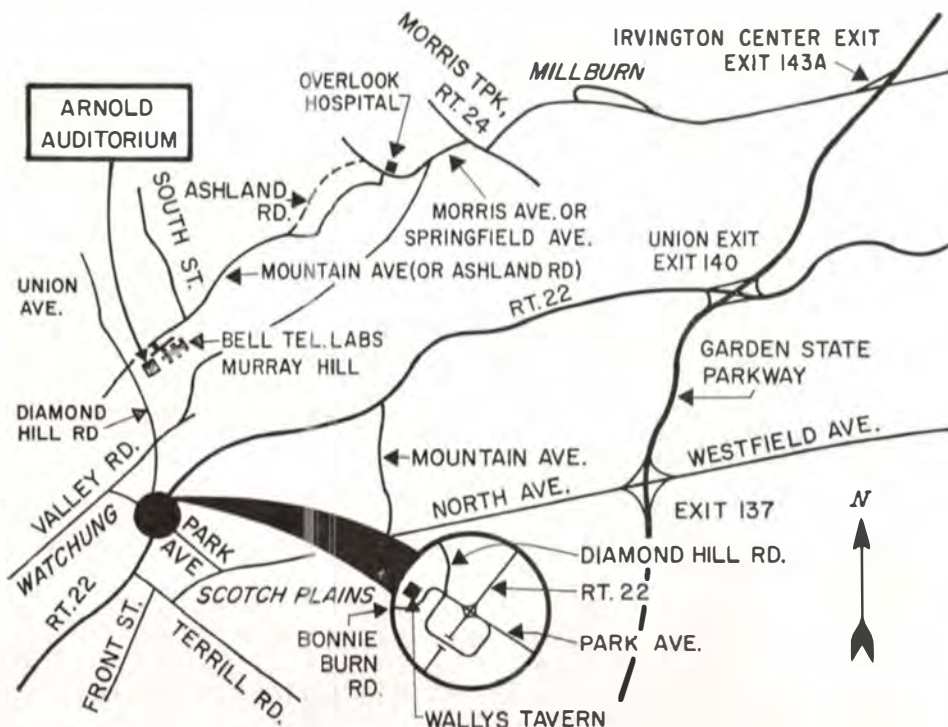 IRVINGTON CENTER EXIT
EXIT 143A
MORRIS TPK,
RT. 24
MILLBURN
OVERLOOK
HOSPITAL
ARNOLD
AUDITORIUM
SOUTH ST.
ASHLAND
RD.
MORRIS AVE. OR
SPRINGFIELD AVE.
UNION EXIT
EXIT 140
UNION
AVE.
MOUNTAIN AVE (OR ASHLAND RD)
RT. 22
BELL TEL. LABS
MURRAY HILL
GARDEN STATE
PARKWAY
DIAMOND
HILL RD
VALLEY RD.
WATCHUNG
MOUNTAIN AVE.
WESTFIELD AVE.
NORTH AVE.
EXIT 137
N
PARK
AVE
RT. 22
SCOTCH PLAINS
DIAMOND HILL RD.
RT. 22
PARK AVE.
FRONT ST.
TERRILL RD.
BONNIE
BURN
RD.
WALLYS TAVERN